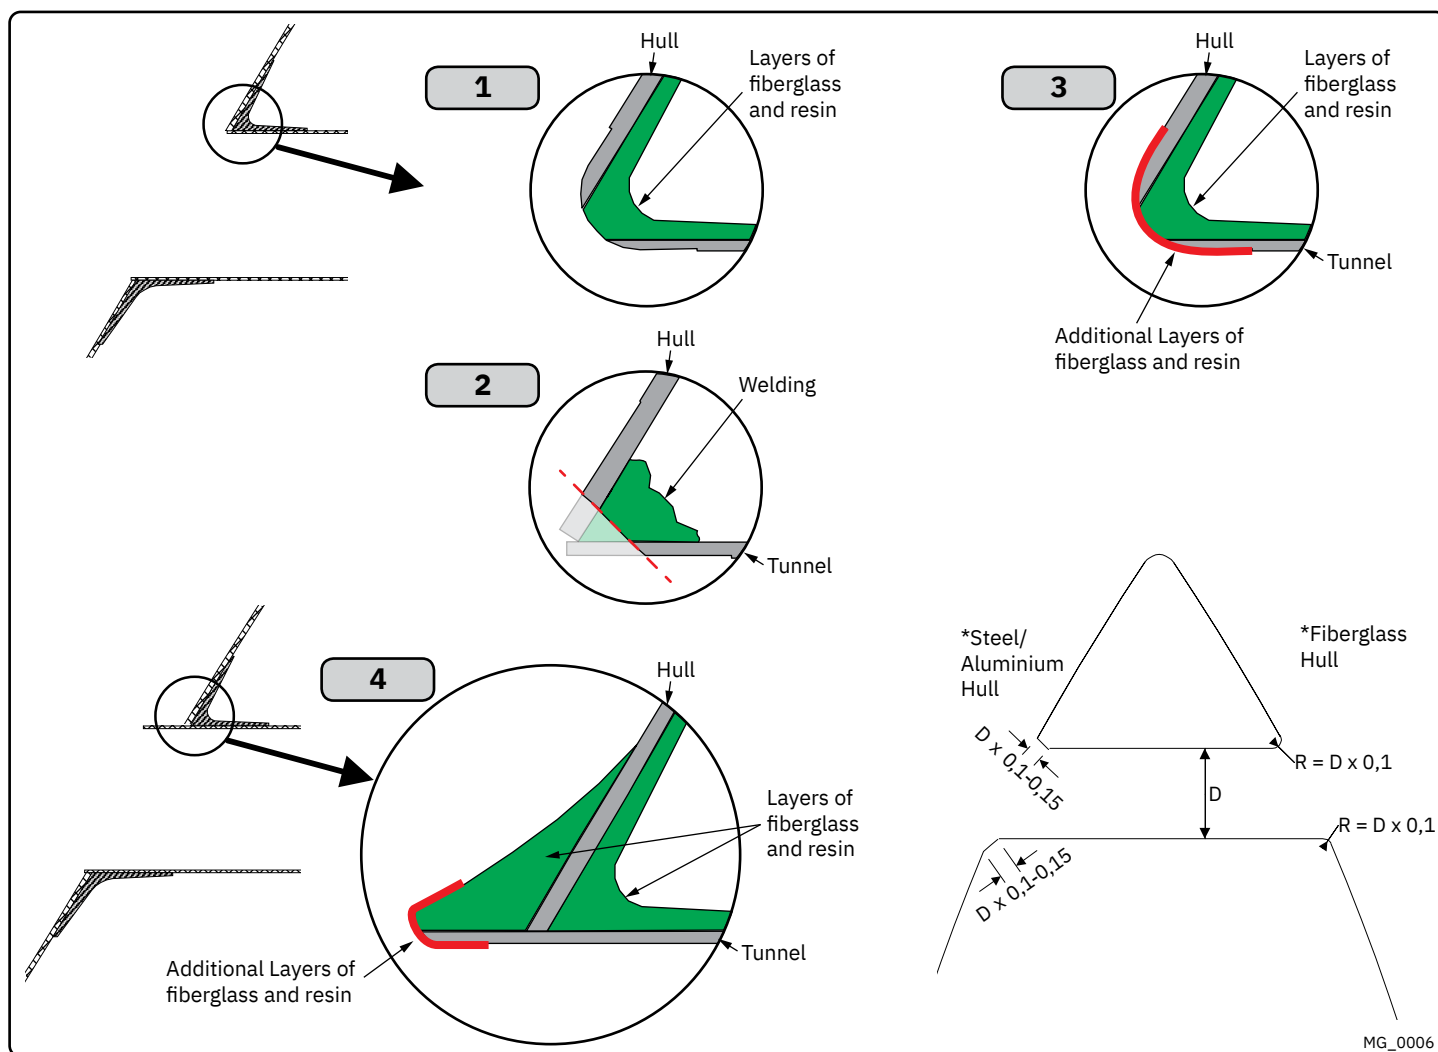 1
Hull
Layers of
fiberglass
and resin
3
Hull
Layers of
fiberglass
and resin
Tunnel
Additional Layers of
fiberglass and resin
2
Hull
Welding
Tunnel
4
Hull
Layers of
fiberglass
and resin
Tunnel
Additional Layers of
fiberglass and resin
*Steel/
Aluminium
Hull
*Fiberglass
Hull
D x 0,1-0,15
R = D x 0,1
D
R = D x 0,1
D x 0,1-0,15
MG_0006